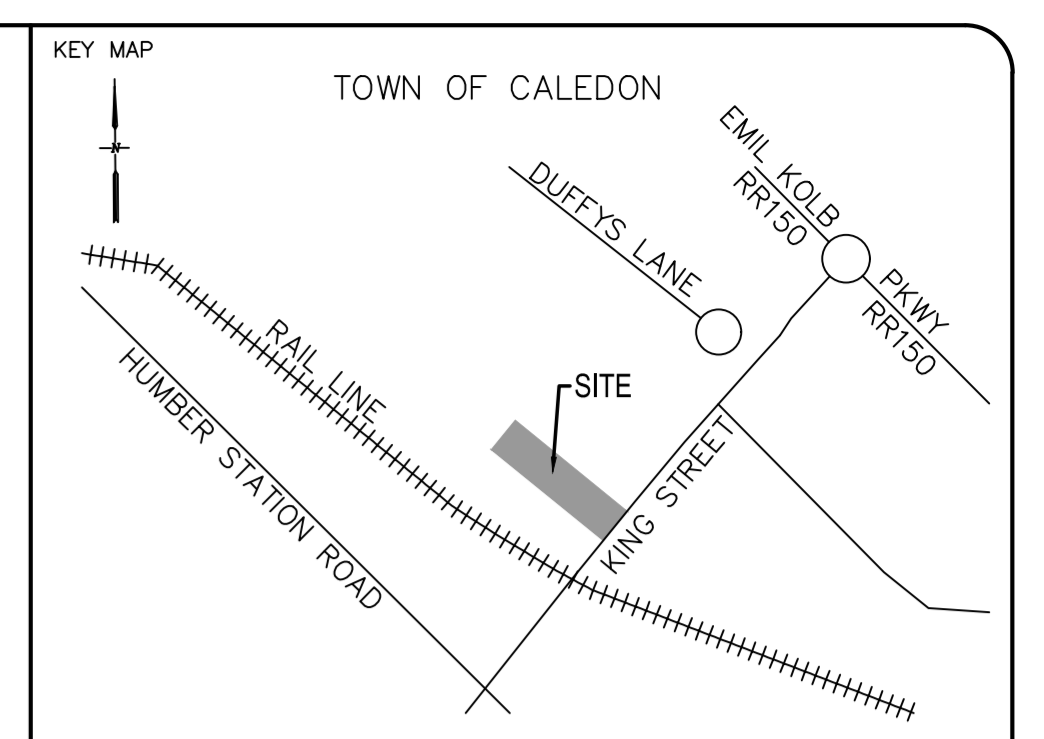 KEY MAP
TOWN OF CALEDON
N
EMIL KOLB
RR150
DUFFYS LANE
PKWY
RR150
RAIL LINE
SITE
HUMBER STATION ROAD
KING STREET